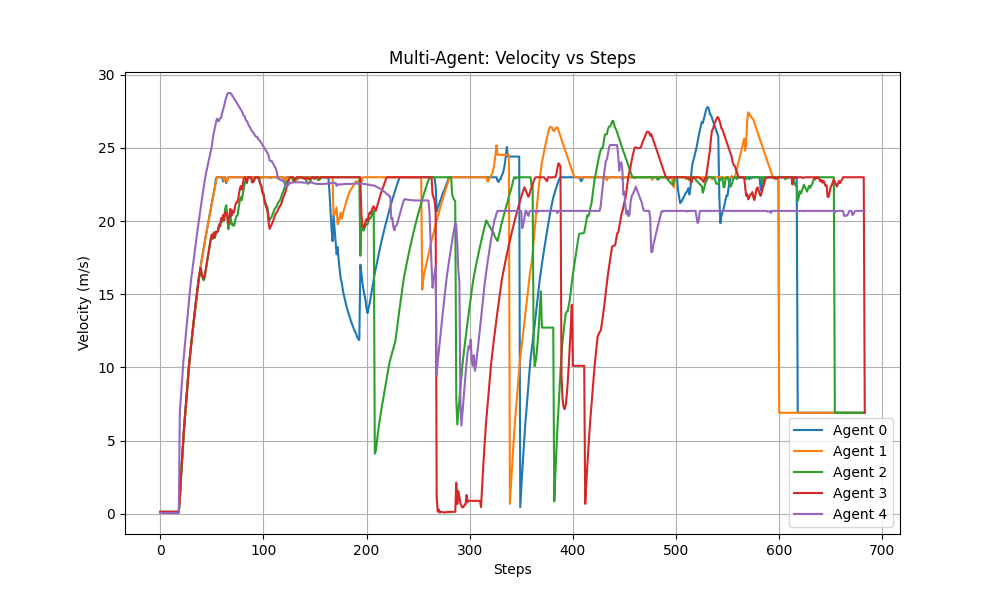 Multi-Agent: Velocity vs Steps
30
25
20
15
10
5
0
Velocity (m/s)
0 100 200 300 400 500 600 700
Steps
Agent 0
Agent 1
Agent 2
Agent 3
Agent 4